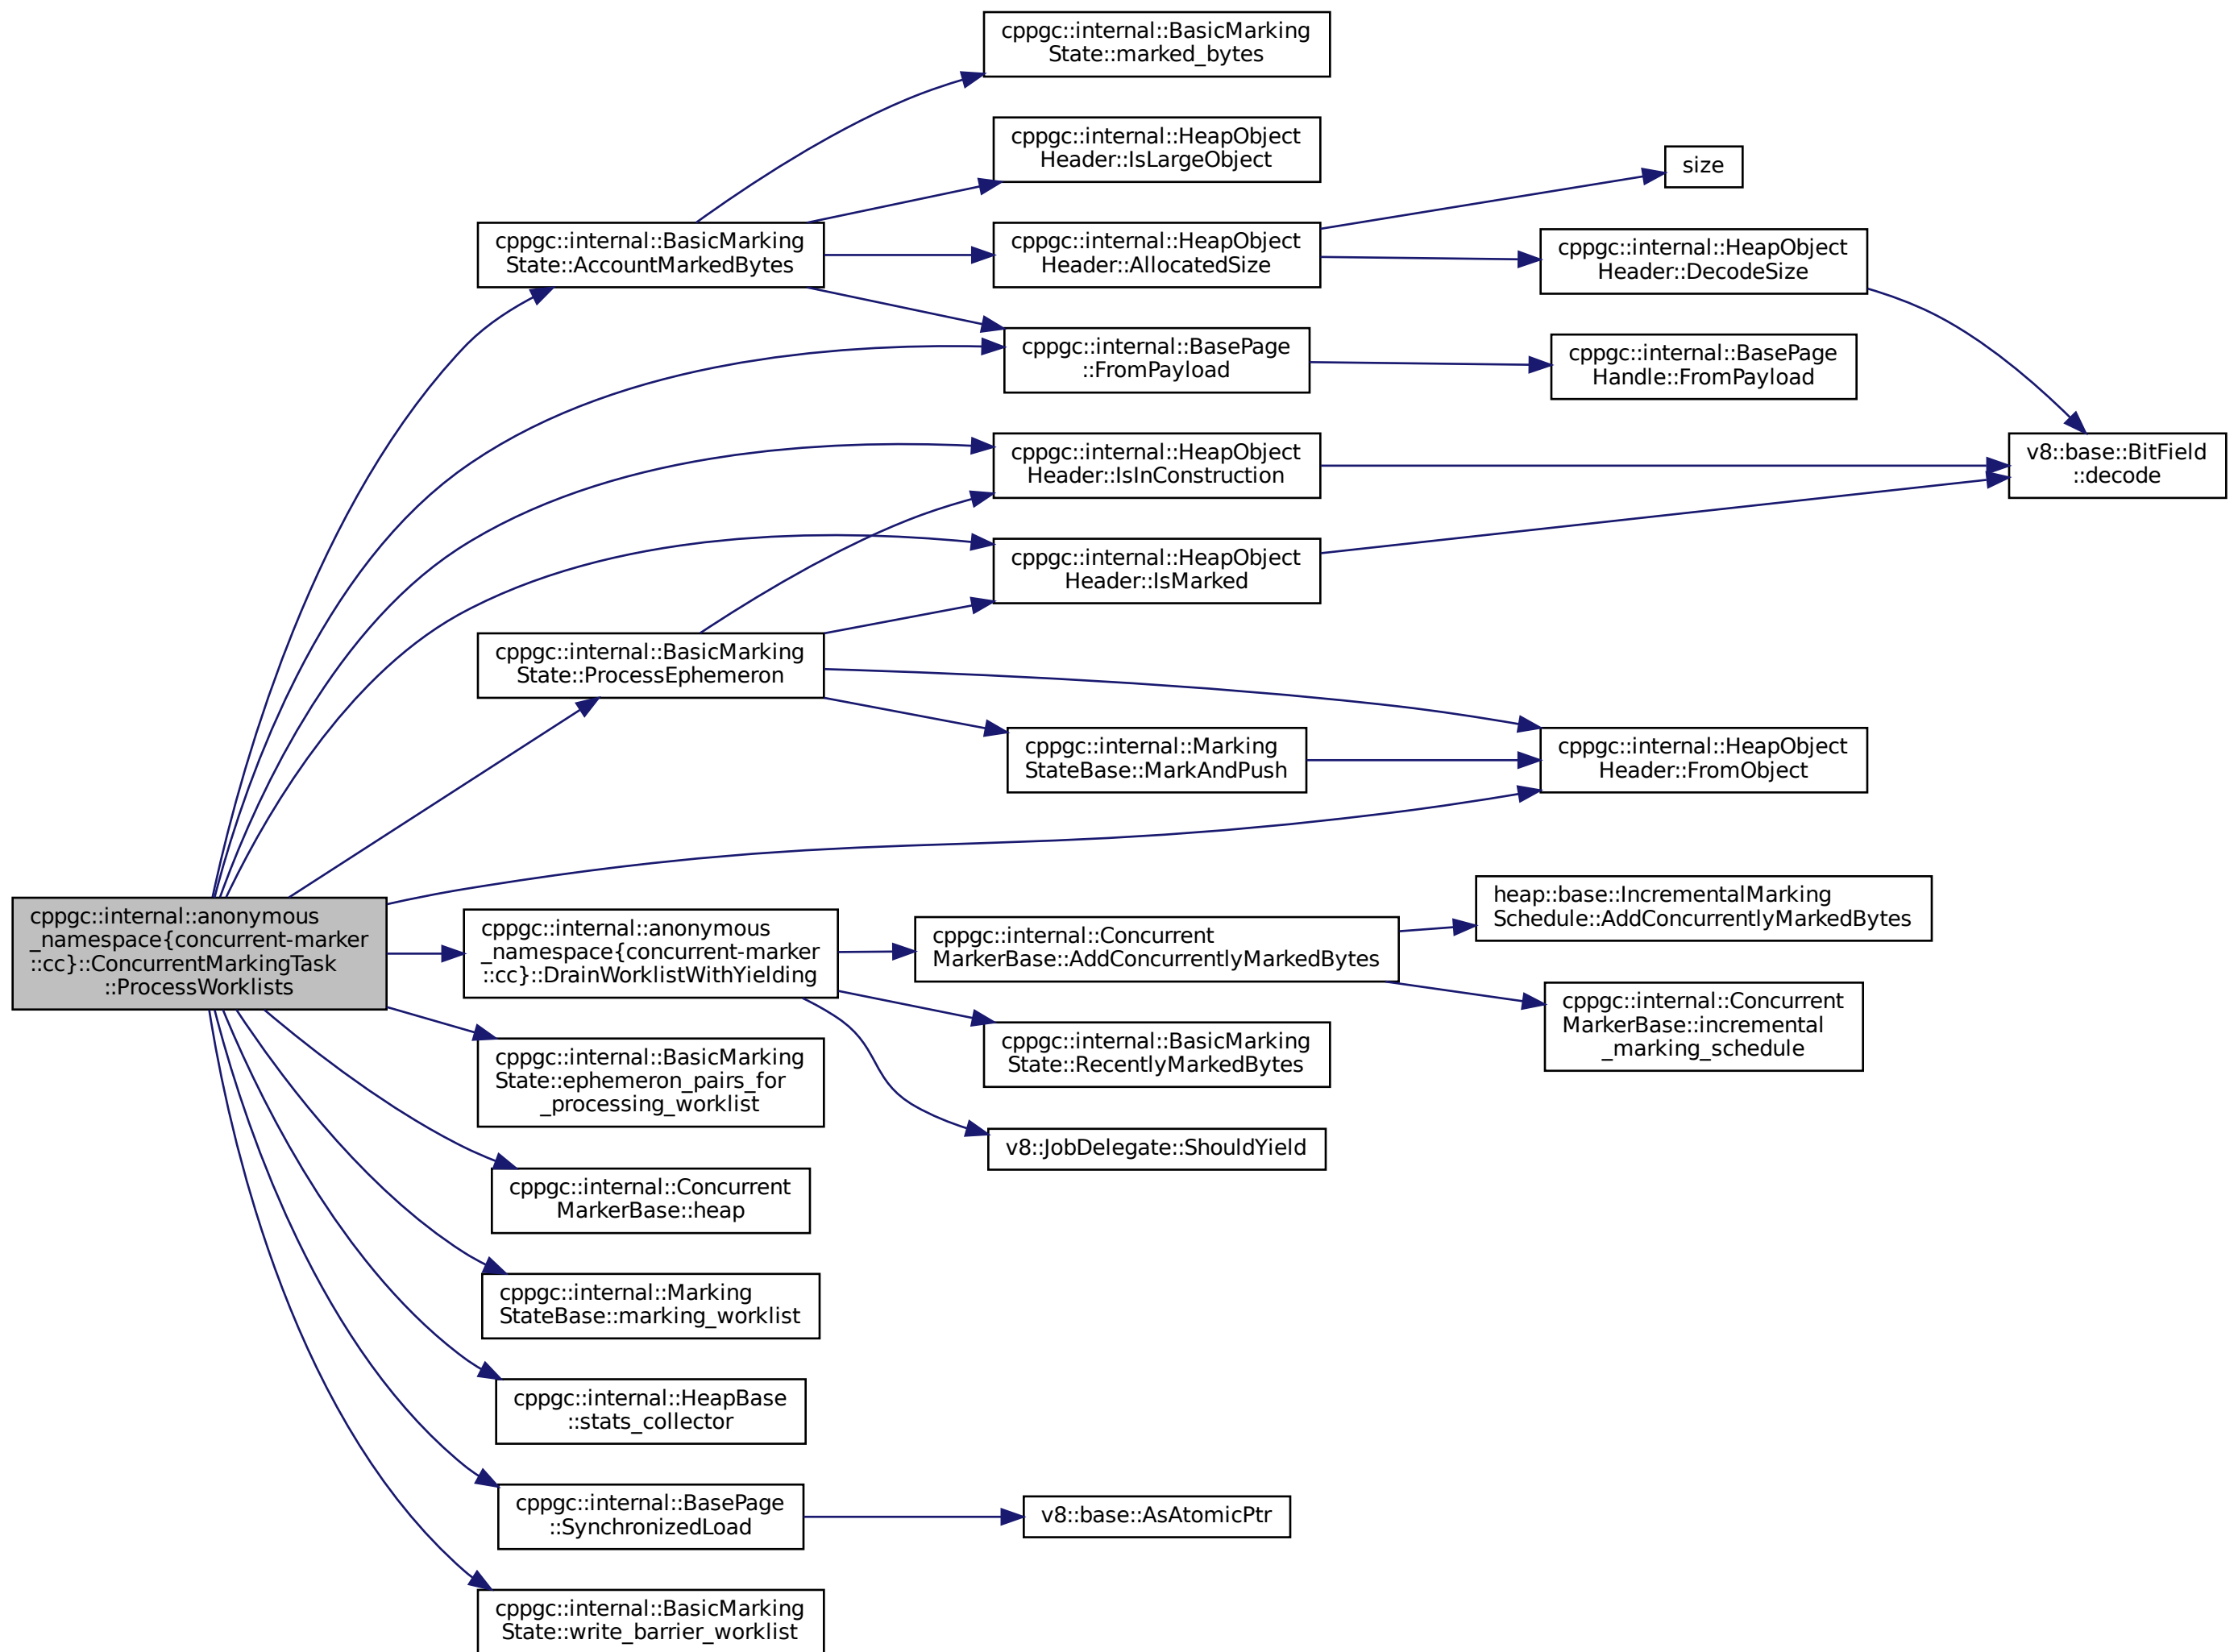 cppgc::internal::BasicMarking
State::marked_bytes
cppgc::internal::HeapObject
Header::IsLargeObject
size
cppgc::internal::BasicMarking
State::AccountMarkedBytes
cppgc::internal::HeapObject
Header::AllocatedSize
cppgc::internal::HeapObject
Header::DecodeSize
cppgc::internal::BasePage
::FromPayload
cppgc::internal::BasePage
Handle::FromPayload
cppgc::internal::HeapObject
Header::IsInConstruction
v8::base::BitField
::decode
cppgc::internal::HeapObject
Header::IsMarked
cppgc::internal::BasicMarking
State::ProcessEphemeron
cppgc::internal::Marking
StateBase::MarkAndPush
cppgc::internal::HeapObject
Header::FromObject
cppgc::internal::anonymous
_namespace{concurrent-marker
::cc}::ConcurrentMarkingTask
::ProcessWorklists
cppgc::internal::anonymous
_namespace{concurrent-marker
::cc}::DrainWorklistWithYielding
cppgc::internal::Concurrent
MarkerBase::AddConcurrentlyMarkedBytes
heap::base::IncrementalMarking
Schedule::AddConcurrentlyMarkedBytes
cppgc::internal::Concurrent
MarkerBase::incremental
_marking_schedule
cppgc::internal::BasicMarking
State::RecentlyMarkedBytes
cppgc::internal::BasicMarking
State::ephemeron_pairs_for
_processing_worklist
v8::JobDelegate::ShouldYield
cppgc::internal::Concurrent
MarkerBase::heap
cppgc::internal::Marking
StateBase::marking_worklist
cppgc::internal::HeapBase
::stats_collector
cppgc::internal::BasePage
::SynchronizedLoad
v8::base::AsAtomicPtr
cppgc::internal::BasicMarking
State::write_barrier_worklist